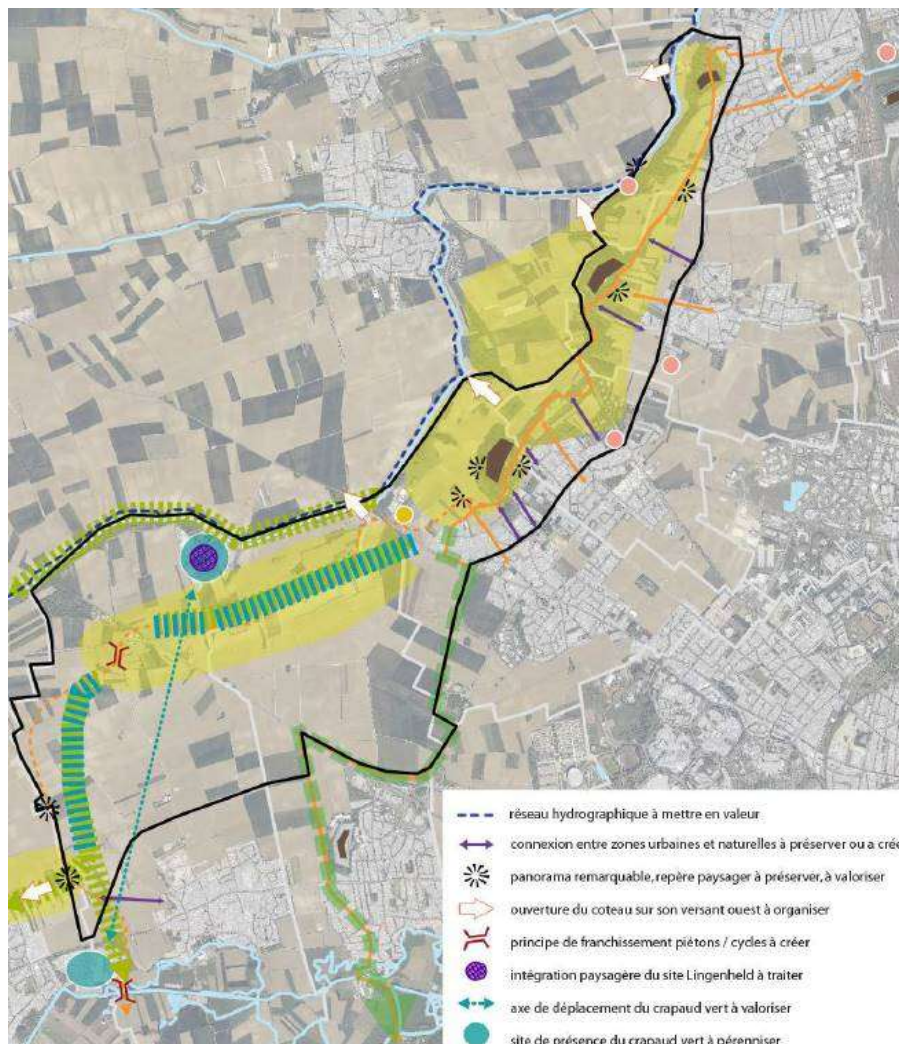 réseau hydrographique à mettre en valeur
connexion entre zones urbaines et naturelles à préserver ou a crée
panorama remarquable, repère paysager à préserver, à valoriser
ouverture du coteau sur son versant ouest à organiser
principe de franchissement piétons / cycles à créer
intégration paysagère du site Lingenheld à traiter
axe de déplacement du crapaud vert à valoriser
site de présence du crapaud vert à pérenniser